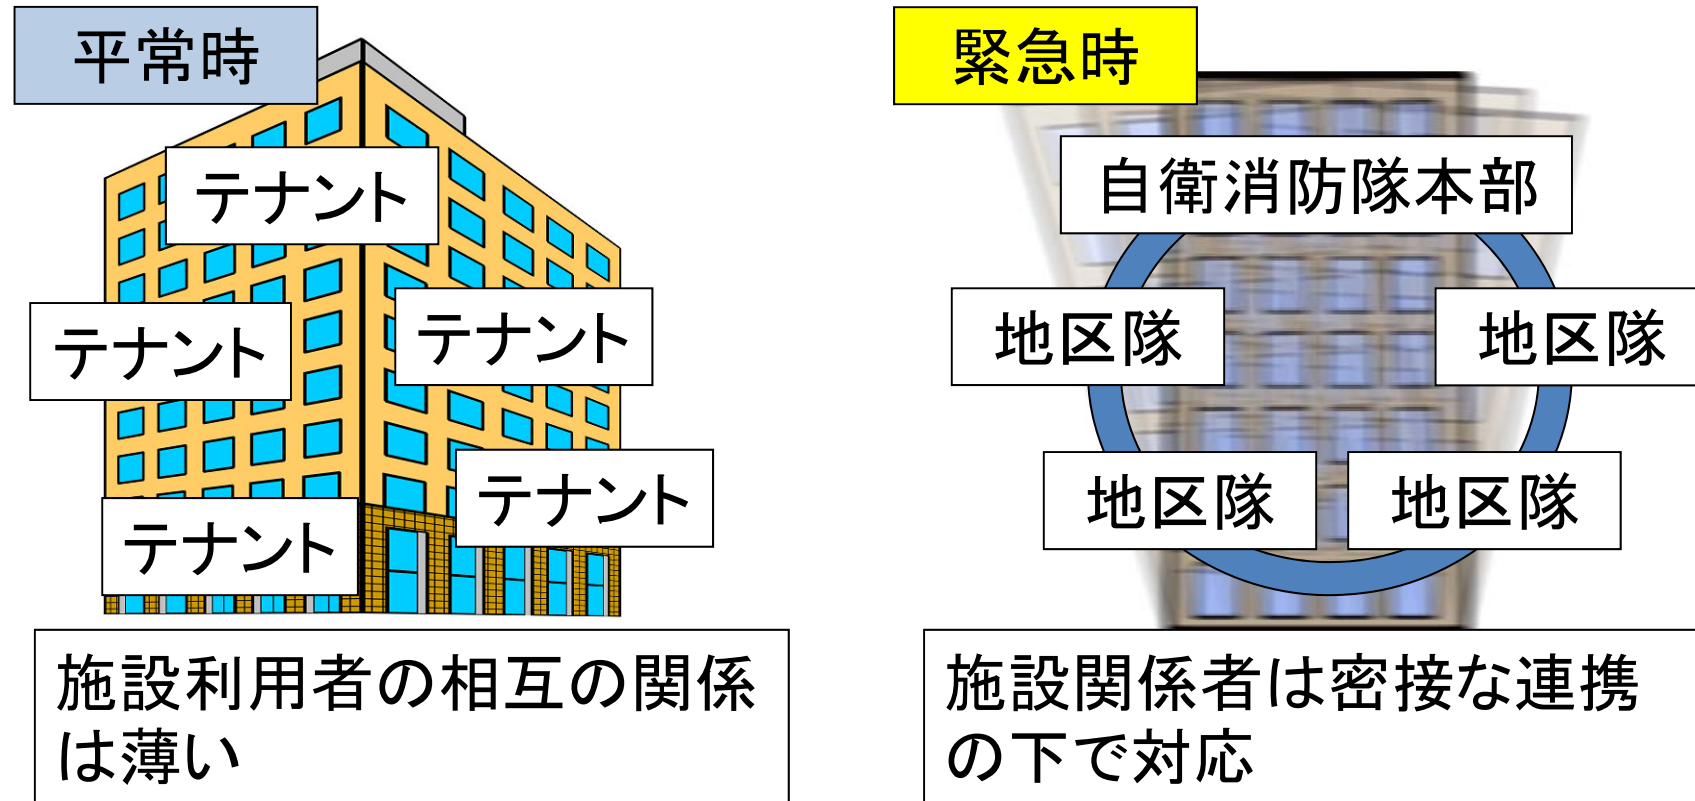 平常時
テナント
テナント
テナント
テナント
テナント
施設利用者の相互の関係
は薄い
緊急時
自衛消防隊本部
地区隊
地区隊
地区隊
地区隊
施設関係者は密接な連携
の下で対応